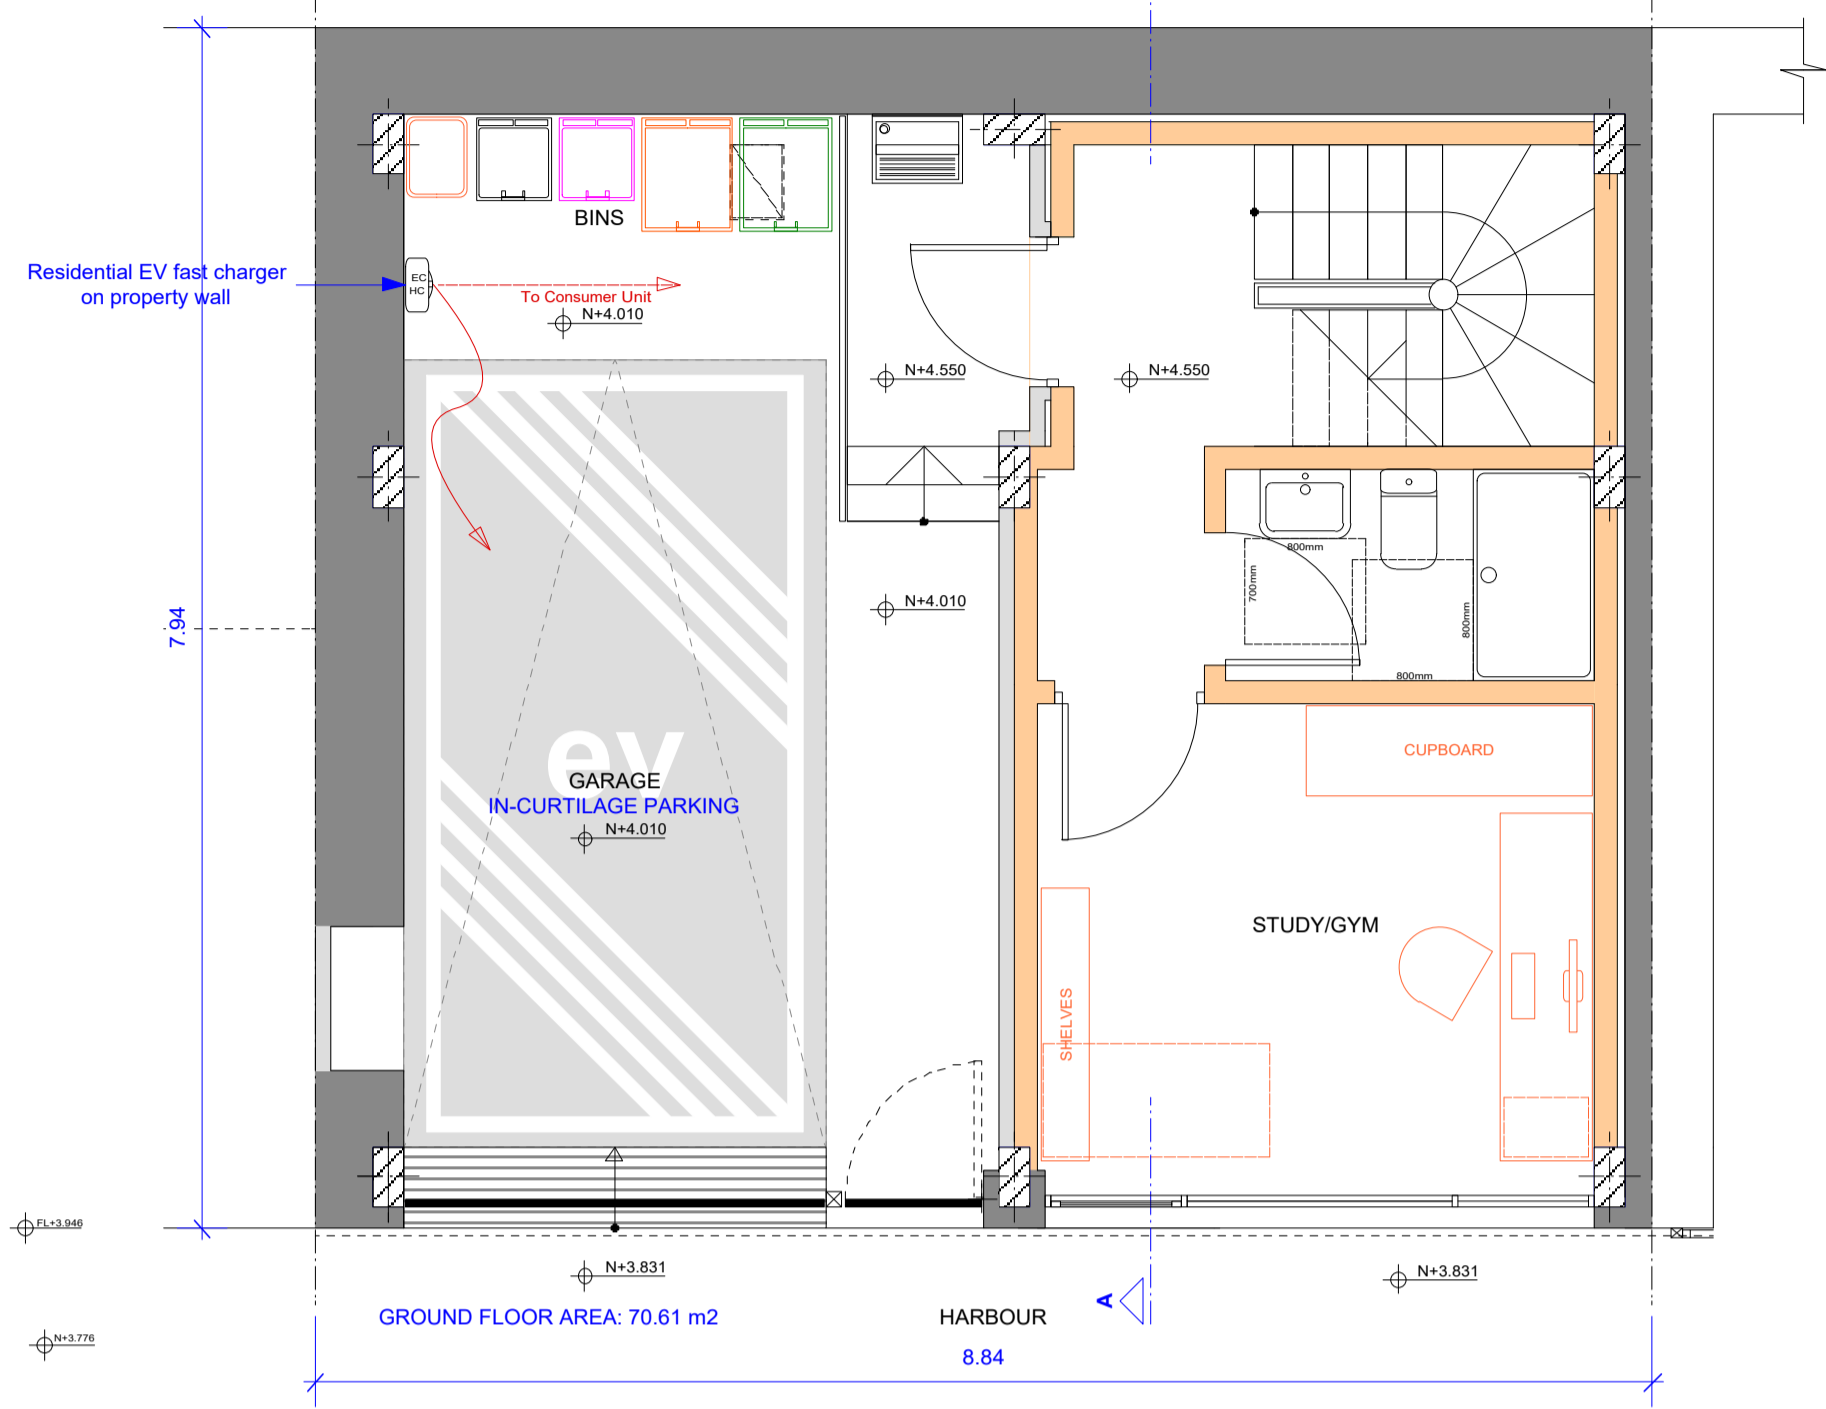 BINS
Residential EV fast charger
on property wall
EC
HC
To Consumer Unit
N+4.010
N+4.550
N+4.550
800mm
700mm
800mm
800mm
N+4.010
7.94
ev
GARAGE
IN-CURTILAGE PARKING
N+4.010
CUPBOARD
STUDY/GYM
SHELVES
FL+3.946
N+3.831
N+3.831
A
GROUND FLOOR AREA: 70.61 m2
HARBOUR
N+3.776
8.84